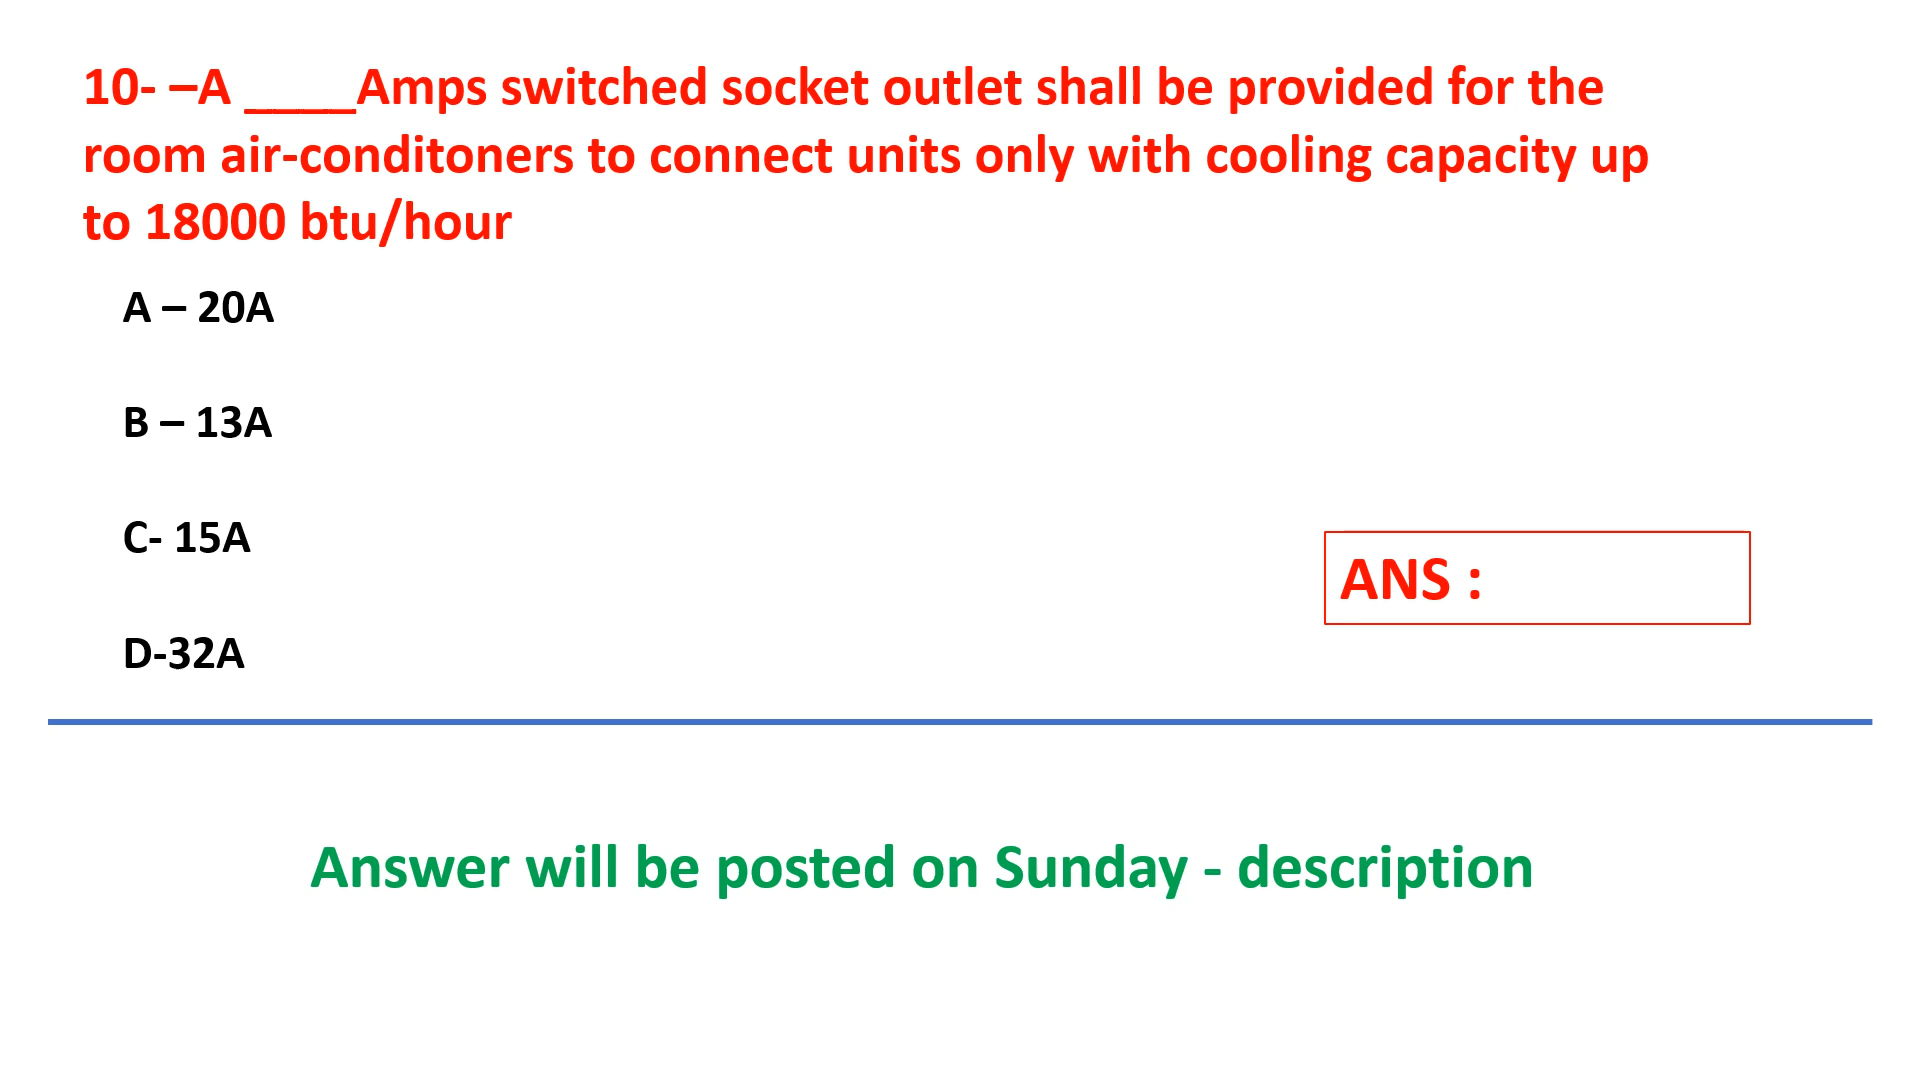 10- –A ____Amps switched socket outlet shall be provided for the
room air-conditoners to connect units only with cooling capacity up
to 18000 btu/hour
A – 20A
B – 13A
C- 15A
D-32A
ANS :
Answer will be posted on Sunday - description